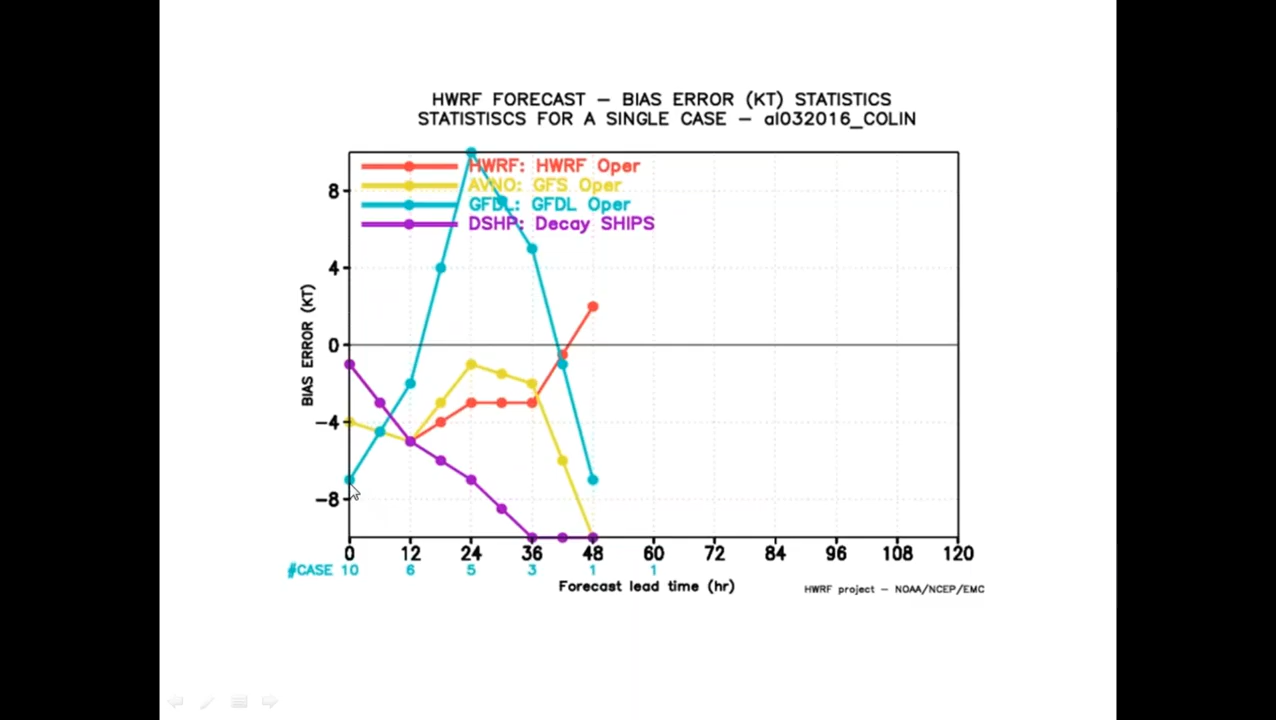 HWRF FORECAST – BIAS ERROR (KT) STATISTICS
STATISTISCS FOR A SINGLE CASE – al032016_COLIN
HWRF: HWRF Oper
AVNO: GFS Oper
GFDL: GFDL Oper
DSHP: Decay SHIPS
8
4
0
−4
−8
BIAS ERROR (KT)
0 12 24 36 48 60 72 84 96 108 120
#CASE 10 6 5 3 1 1
Forecast lead time (hr)
HWRF project – NOAA/NCEP/EMC